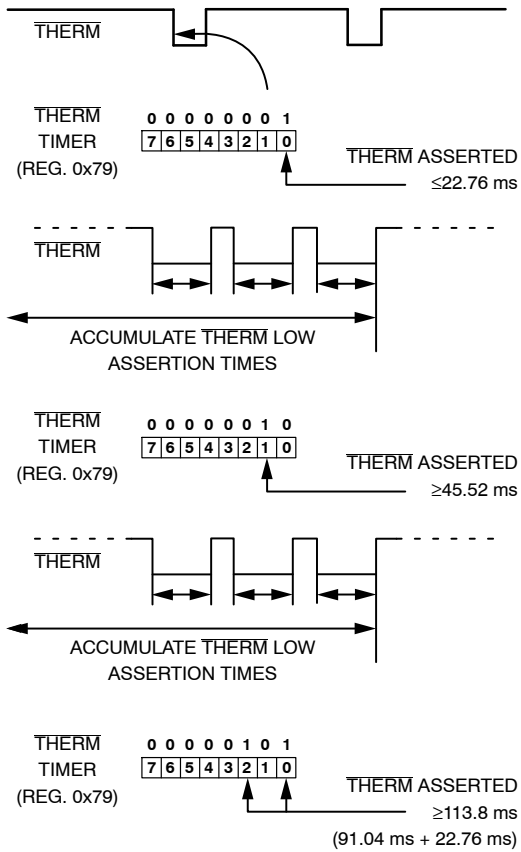 THERM
THERM
TIMER
(REG. 0x79)
0 0 0 0 0 0 0 1
7 6 5 4 3 2 1 0
THERM ASSERTED
≤22.76 ms
THERM
ACCUMULATE THERM LOW
ASSERTION TIMES
THERM
TIMER
(REG. 0x79)
0 0 0 0 0 0 1 0
7 6 5 4 3 2 1 0
THERM ASSERTED
≥45.52 ms
THERM
ACCUMULATE THERM LOW
ASSERTION TIMES
THERM
TIMER
(REG. 0x79)
0 0 0 0 0 1 0 1
7 6 5 4 3 2 1 0
THERM ASSERTED
≥113.8 ms
(91.04 ms + 22.76 ms)